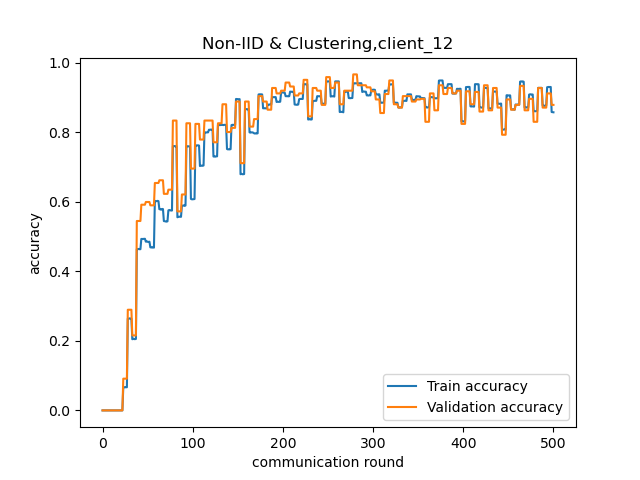 Non-IID & Clustering,client_12
accuracy
1.0
0.8
0.6
0.4
0.2
0.0
Train accuracy
Validation accuracy
0 100 200 300 400 500
communication round